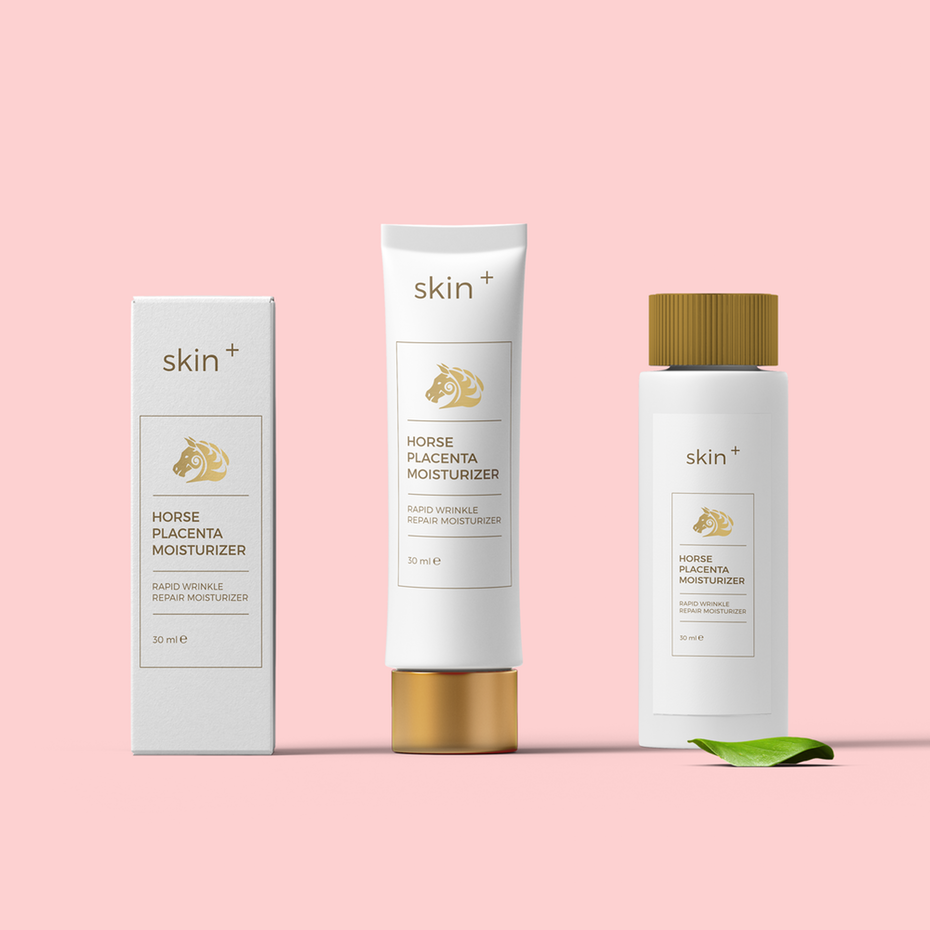 skin+
HORSE
PLACENTA
MOISTURIZER
RAPID WRINKLE
REPAIR MOISTURIZER
30 ml ℮
skin+
HORSE
PLACENTA
MOISTURIZER
RAPID WRINKLE
REPAIR MOISTURIZER
30 ml ℮
skin+
HORSE
PLACENTA
MOISTURIZER
RAPID WRINKLE
REPAIR MOISTURIZER
30 ml ℮